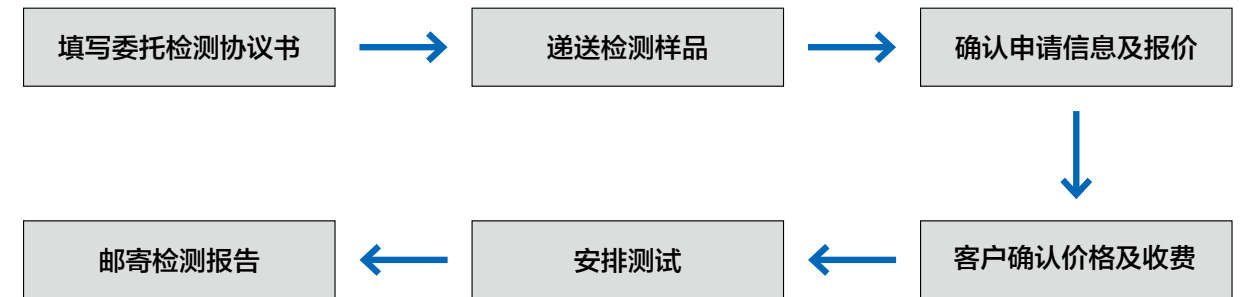 填写委托检测协议书
递送检测样品
确认申请信息及报价
客户确认价格及收费
安排测试
邮寄检测报告